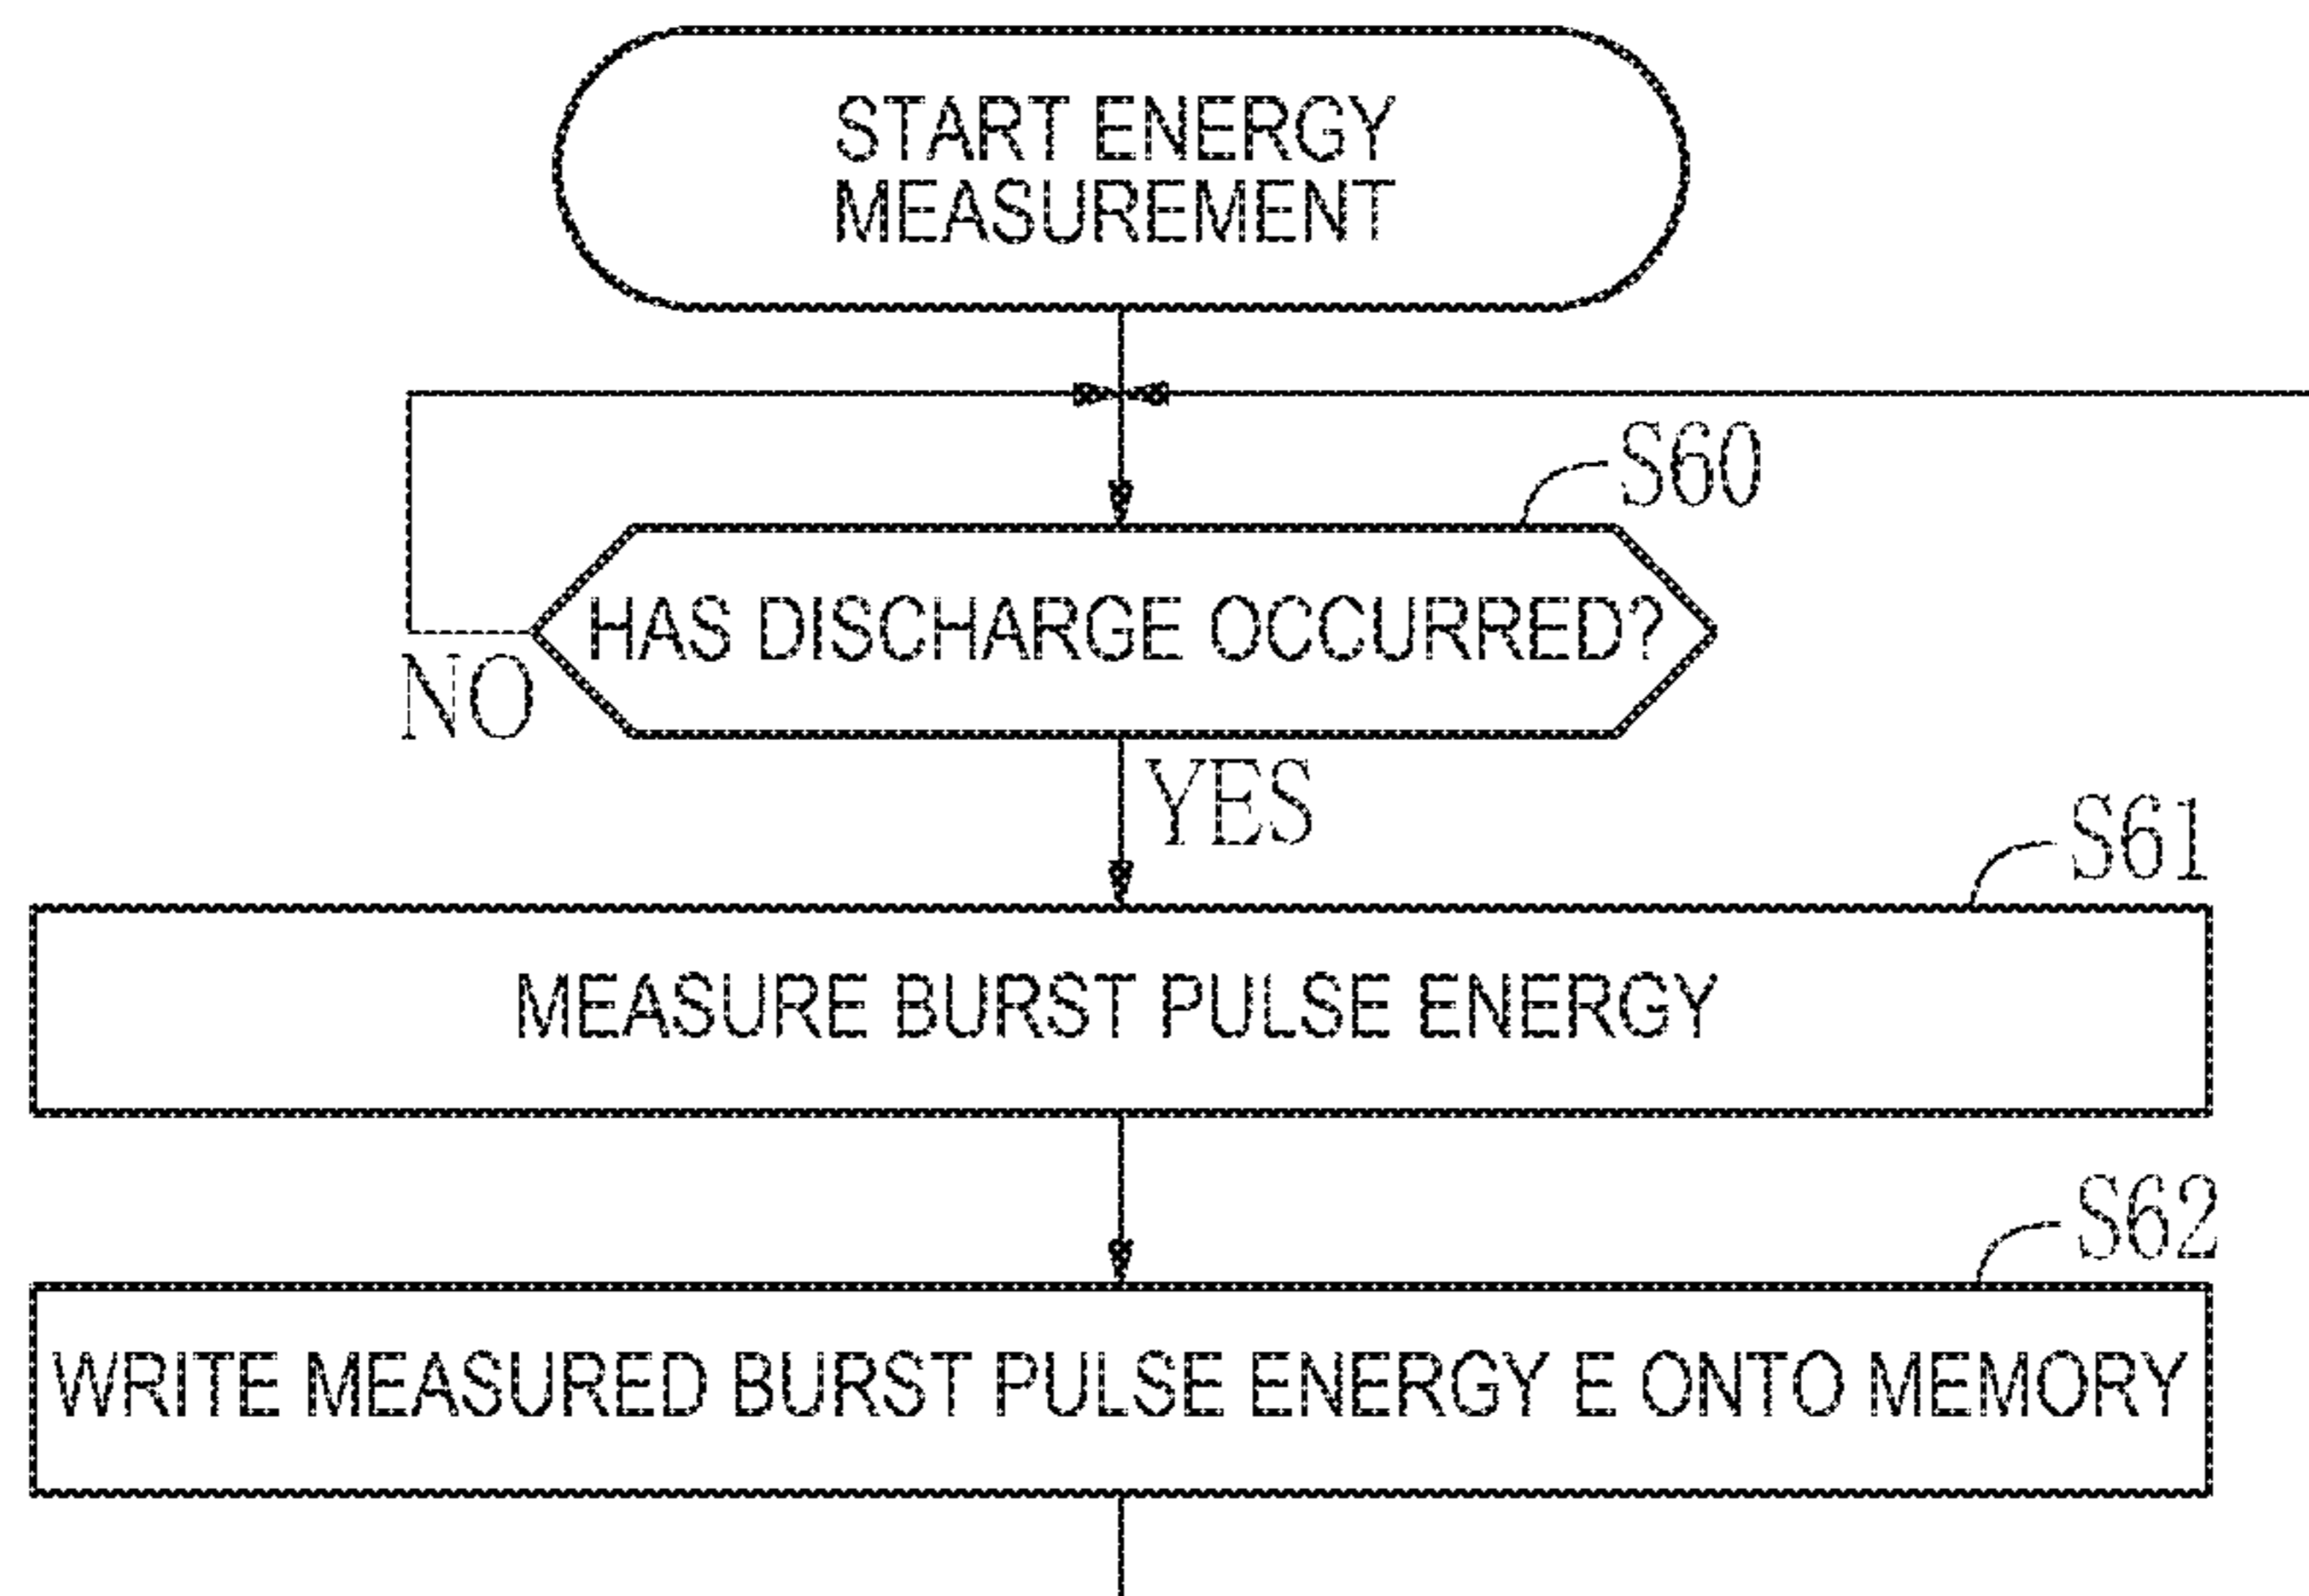 START ENERGY
MEASUREMENT
S60
HAS DISCHARGE OCCURRED?
NO
YES
S61
MEASURE BURST PULSE ENERGY
S62
WRITE MEASURED BURST PULSE ENERGY E ONTO MEMORY